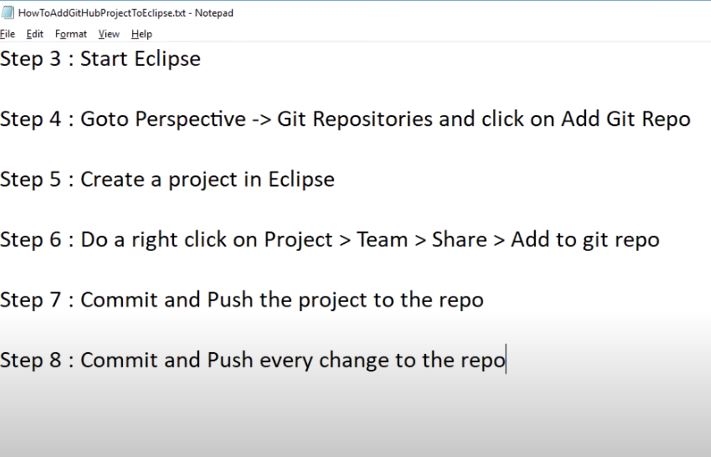 HowToAddGitHubProjectToEclipse.txt - Notepad
File Edit Format View Help
Step 3 : Start Eclipse
Step 4 : Goto Perspective -> Git Repositories and click on Add Git Repo
Step 5 : Create a project in Eclipse
Step 6 : Do a right click on Project > Team > Share > Add to git repo
Step 7 : Commit and Push the project to the repo
Step 8 : Commit and Push every change to the repo